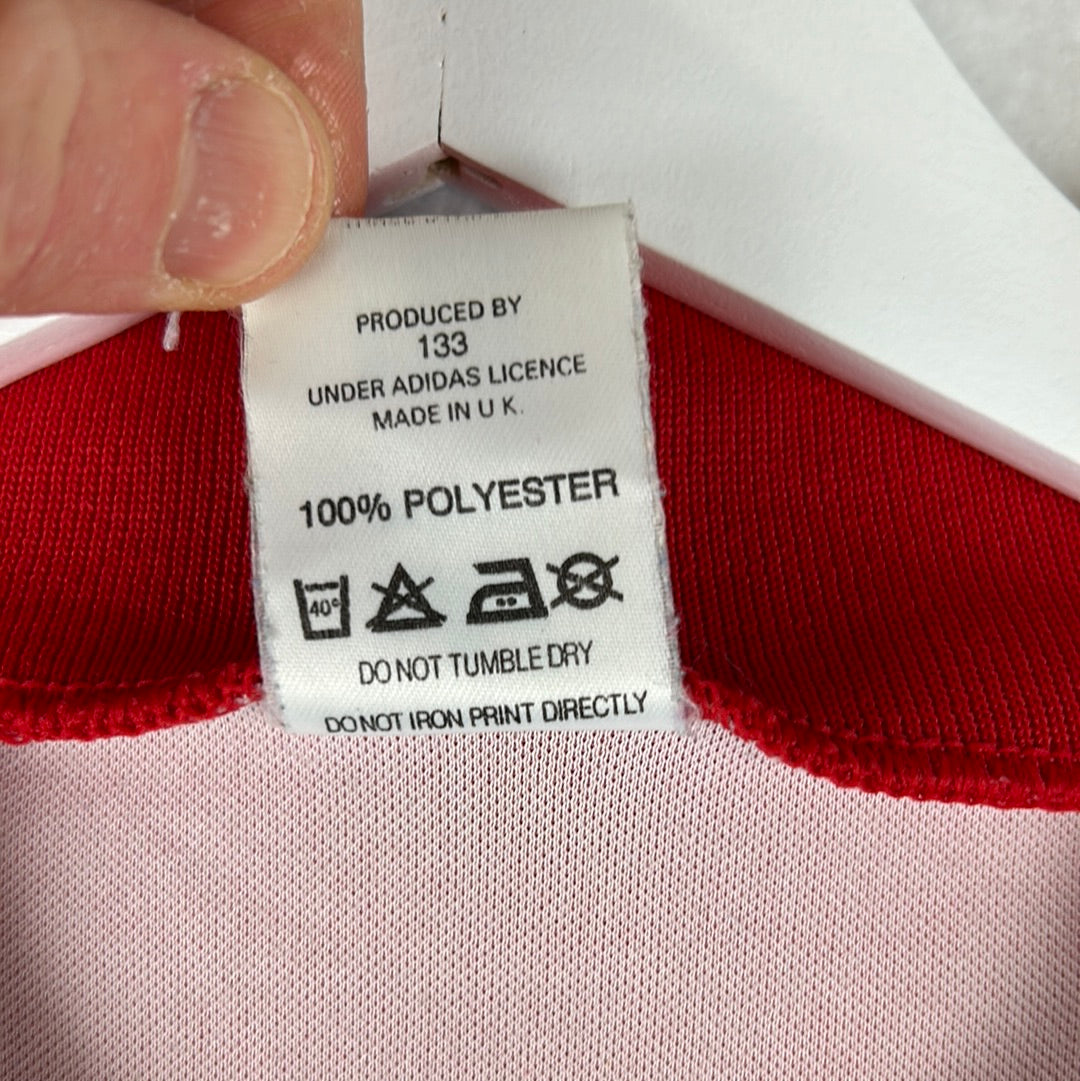 PRODUCED BY
133
UNDER ADIDAS LICENCE
MADE IN U K.
100% POLYESTER
40°
DO NOT TUMBLE DRY
DO NOT IRON PRINT DIRECTLY